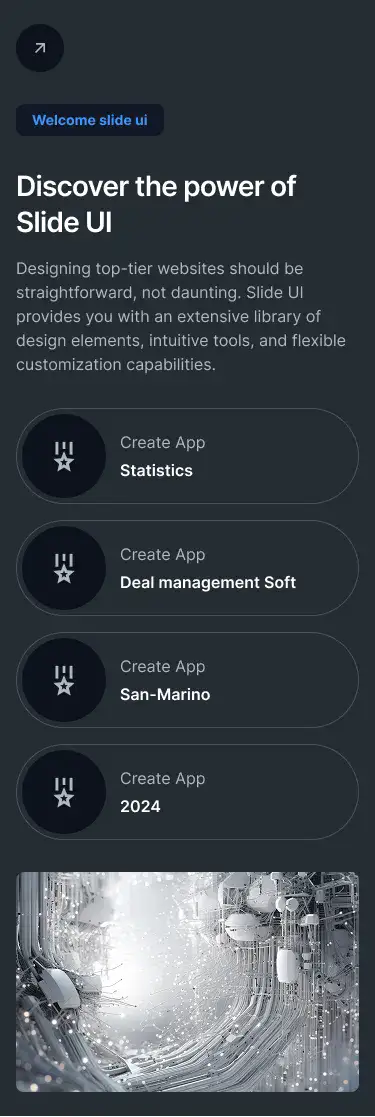 Welcome slide ui
Discover the power of
Slide UI
Designing top-tier websites should be
straightforward, not daunting. Slide UI
provides you with an extensive library of
design elements, intuitive tools, and flexible
customization capabilities.
Create App
Statistics
Create App
Deal management Soft
Create App
San-Marino
Create App
2024